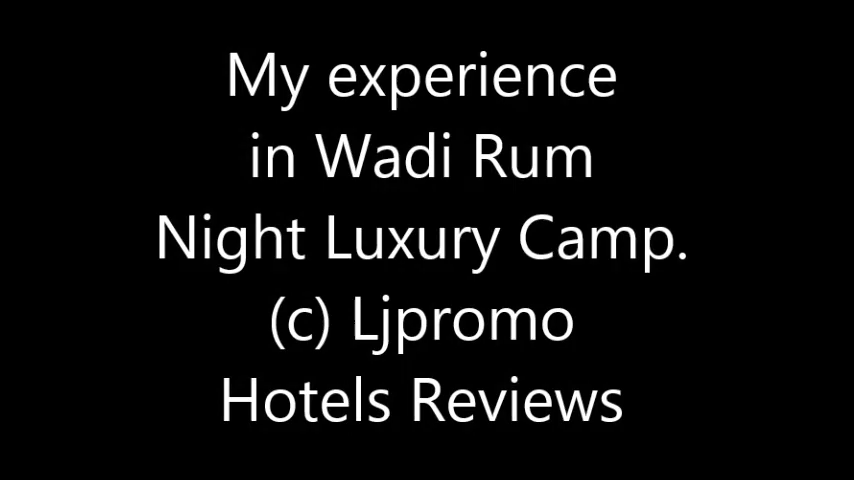 My experience
in Wadi Rum
Night Luxury Camp.
(c) Ljpromo
Hotels Reviews